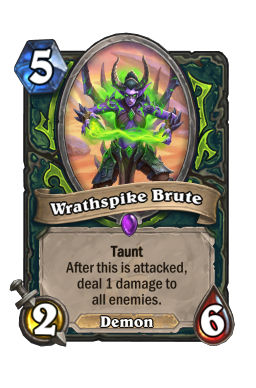 5
Wrathspike Brute
Taunt
After this is attacked,
deal 1 damage to
all enemies.
2
Demon
6